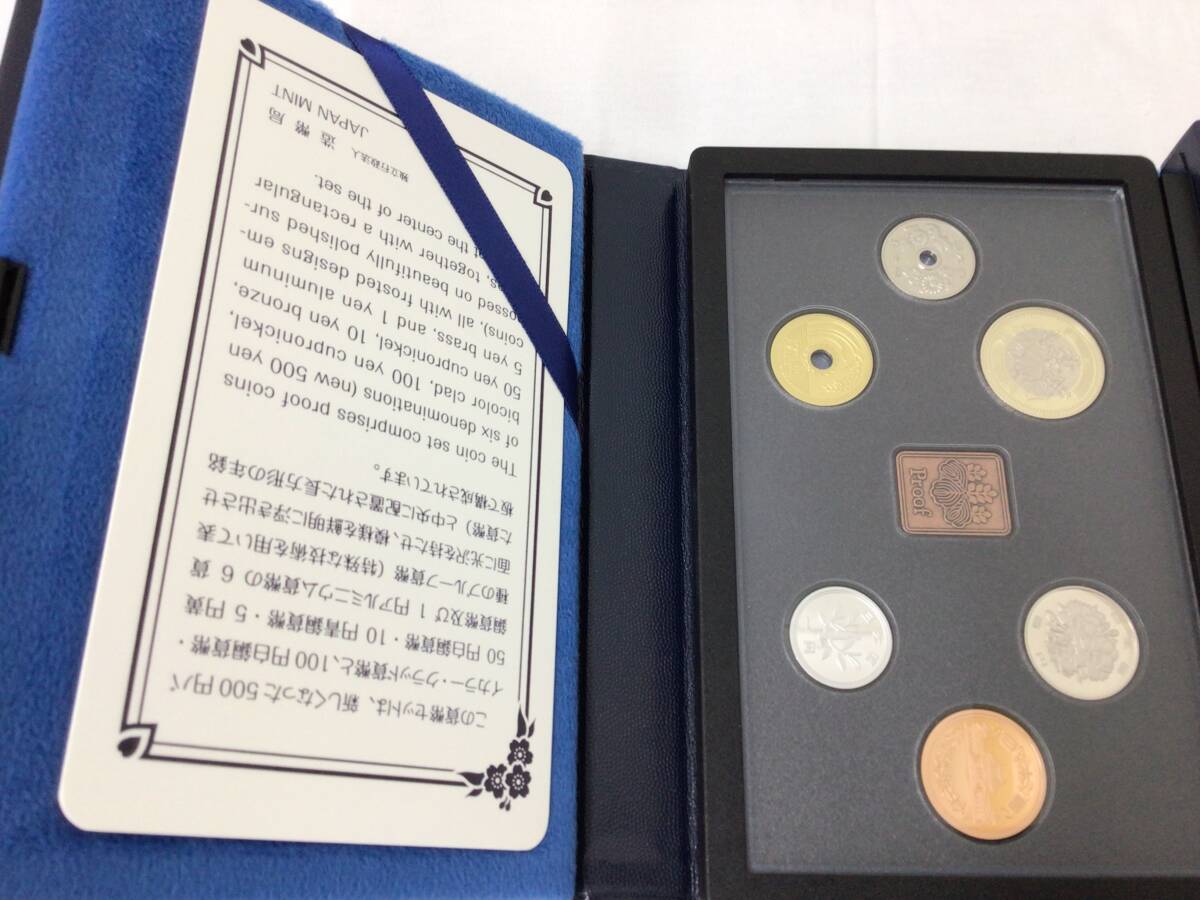 この貨幣セットは、新しくなった500円バ
イカラー・クラッド貨幣と、100円白銅貨幣・
50円白銅貨幣・10円青銅貨幣・5円黄
銅貨幣及び1円アルミニウム貨幣の6貨
種のプルーフ貨幣（特殊な技術を用いて表
面に光沢を持たせ、模様を鮮明に浮き出させ
た貨幣）と中央に配置された長方形の年銘
板で構成されています。
The coin set comprises proof coins
of six denominations (new 500 yen
bicolor clad, 100 yen cupronickel,
50 yen cupronickel, 10 yen bronze,
5 yen brass, and 1 yen aluminum
coins), all with frosted designs em-
bossed on beautifully polished sur-
together with a rectangular
the center of the set.
独立行政法人 造幣局
JAPAN MINT
Proof